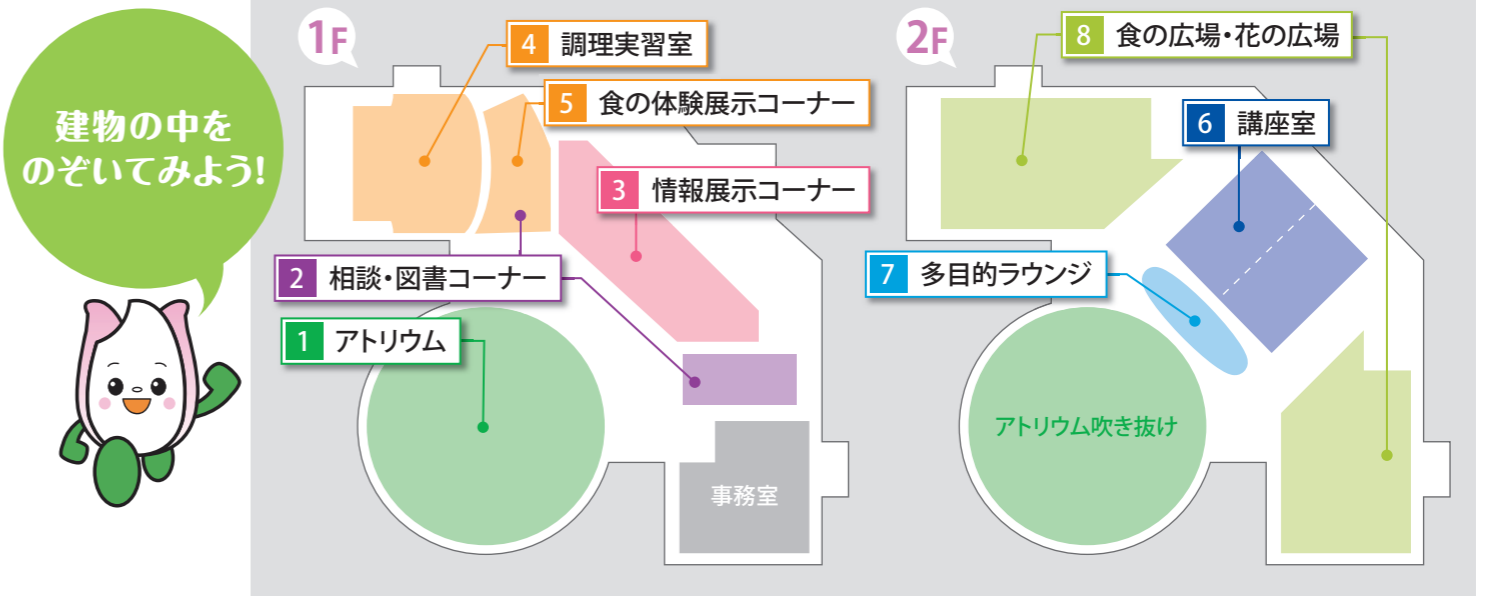 建物の中を
のぞいてみよう!
1F
4 調理実習室
5 食の体験展示コーナー
3 情報展示コーナー
2 相談・図書コーナー
1 アトリウム
事務室
2F
8 食の広場・花の広場
6 講座室
7 多目的ラウンジ
アトリウム吹き抜け